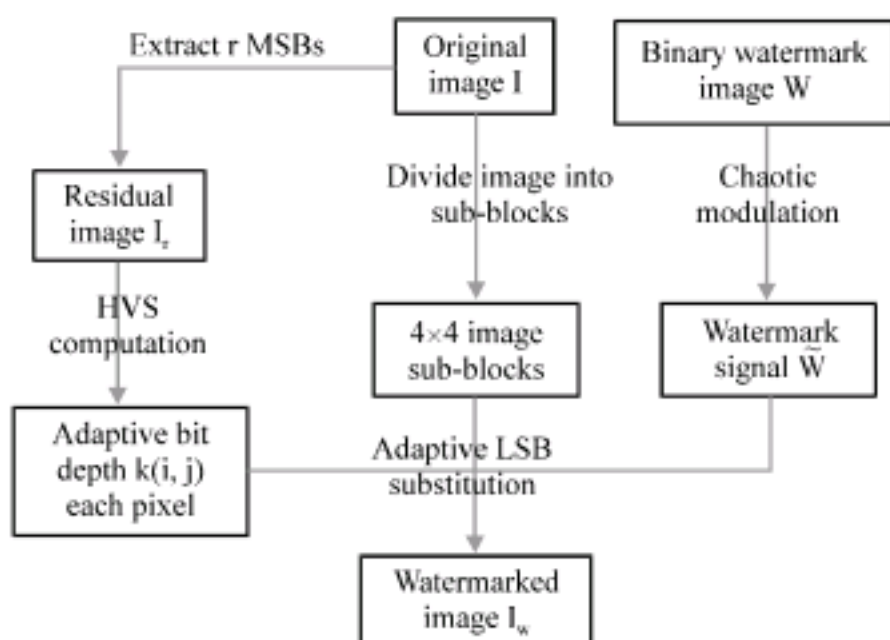 Extract r MSBs
Original
image I
Binary watermark
image W
Residual
image Iᵣ
Divide image into
sub-blocks
Chaotic
modulation
HVS
computation
4×4 image
sub-blocks
Watermark
signal W̃
Adaptive bit
depth k(i, j)
each pixel
Adaptive LSB
substitution
Watermarked
image I_w